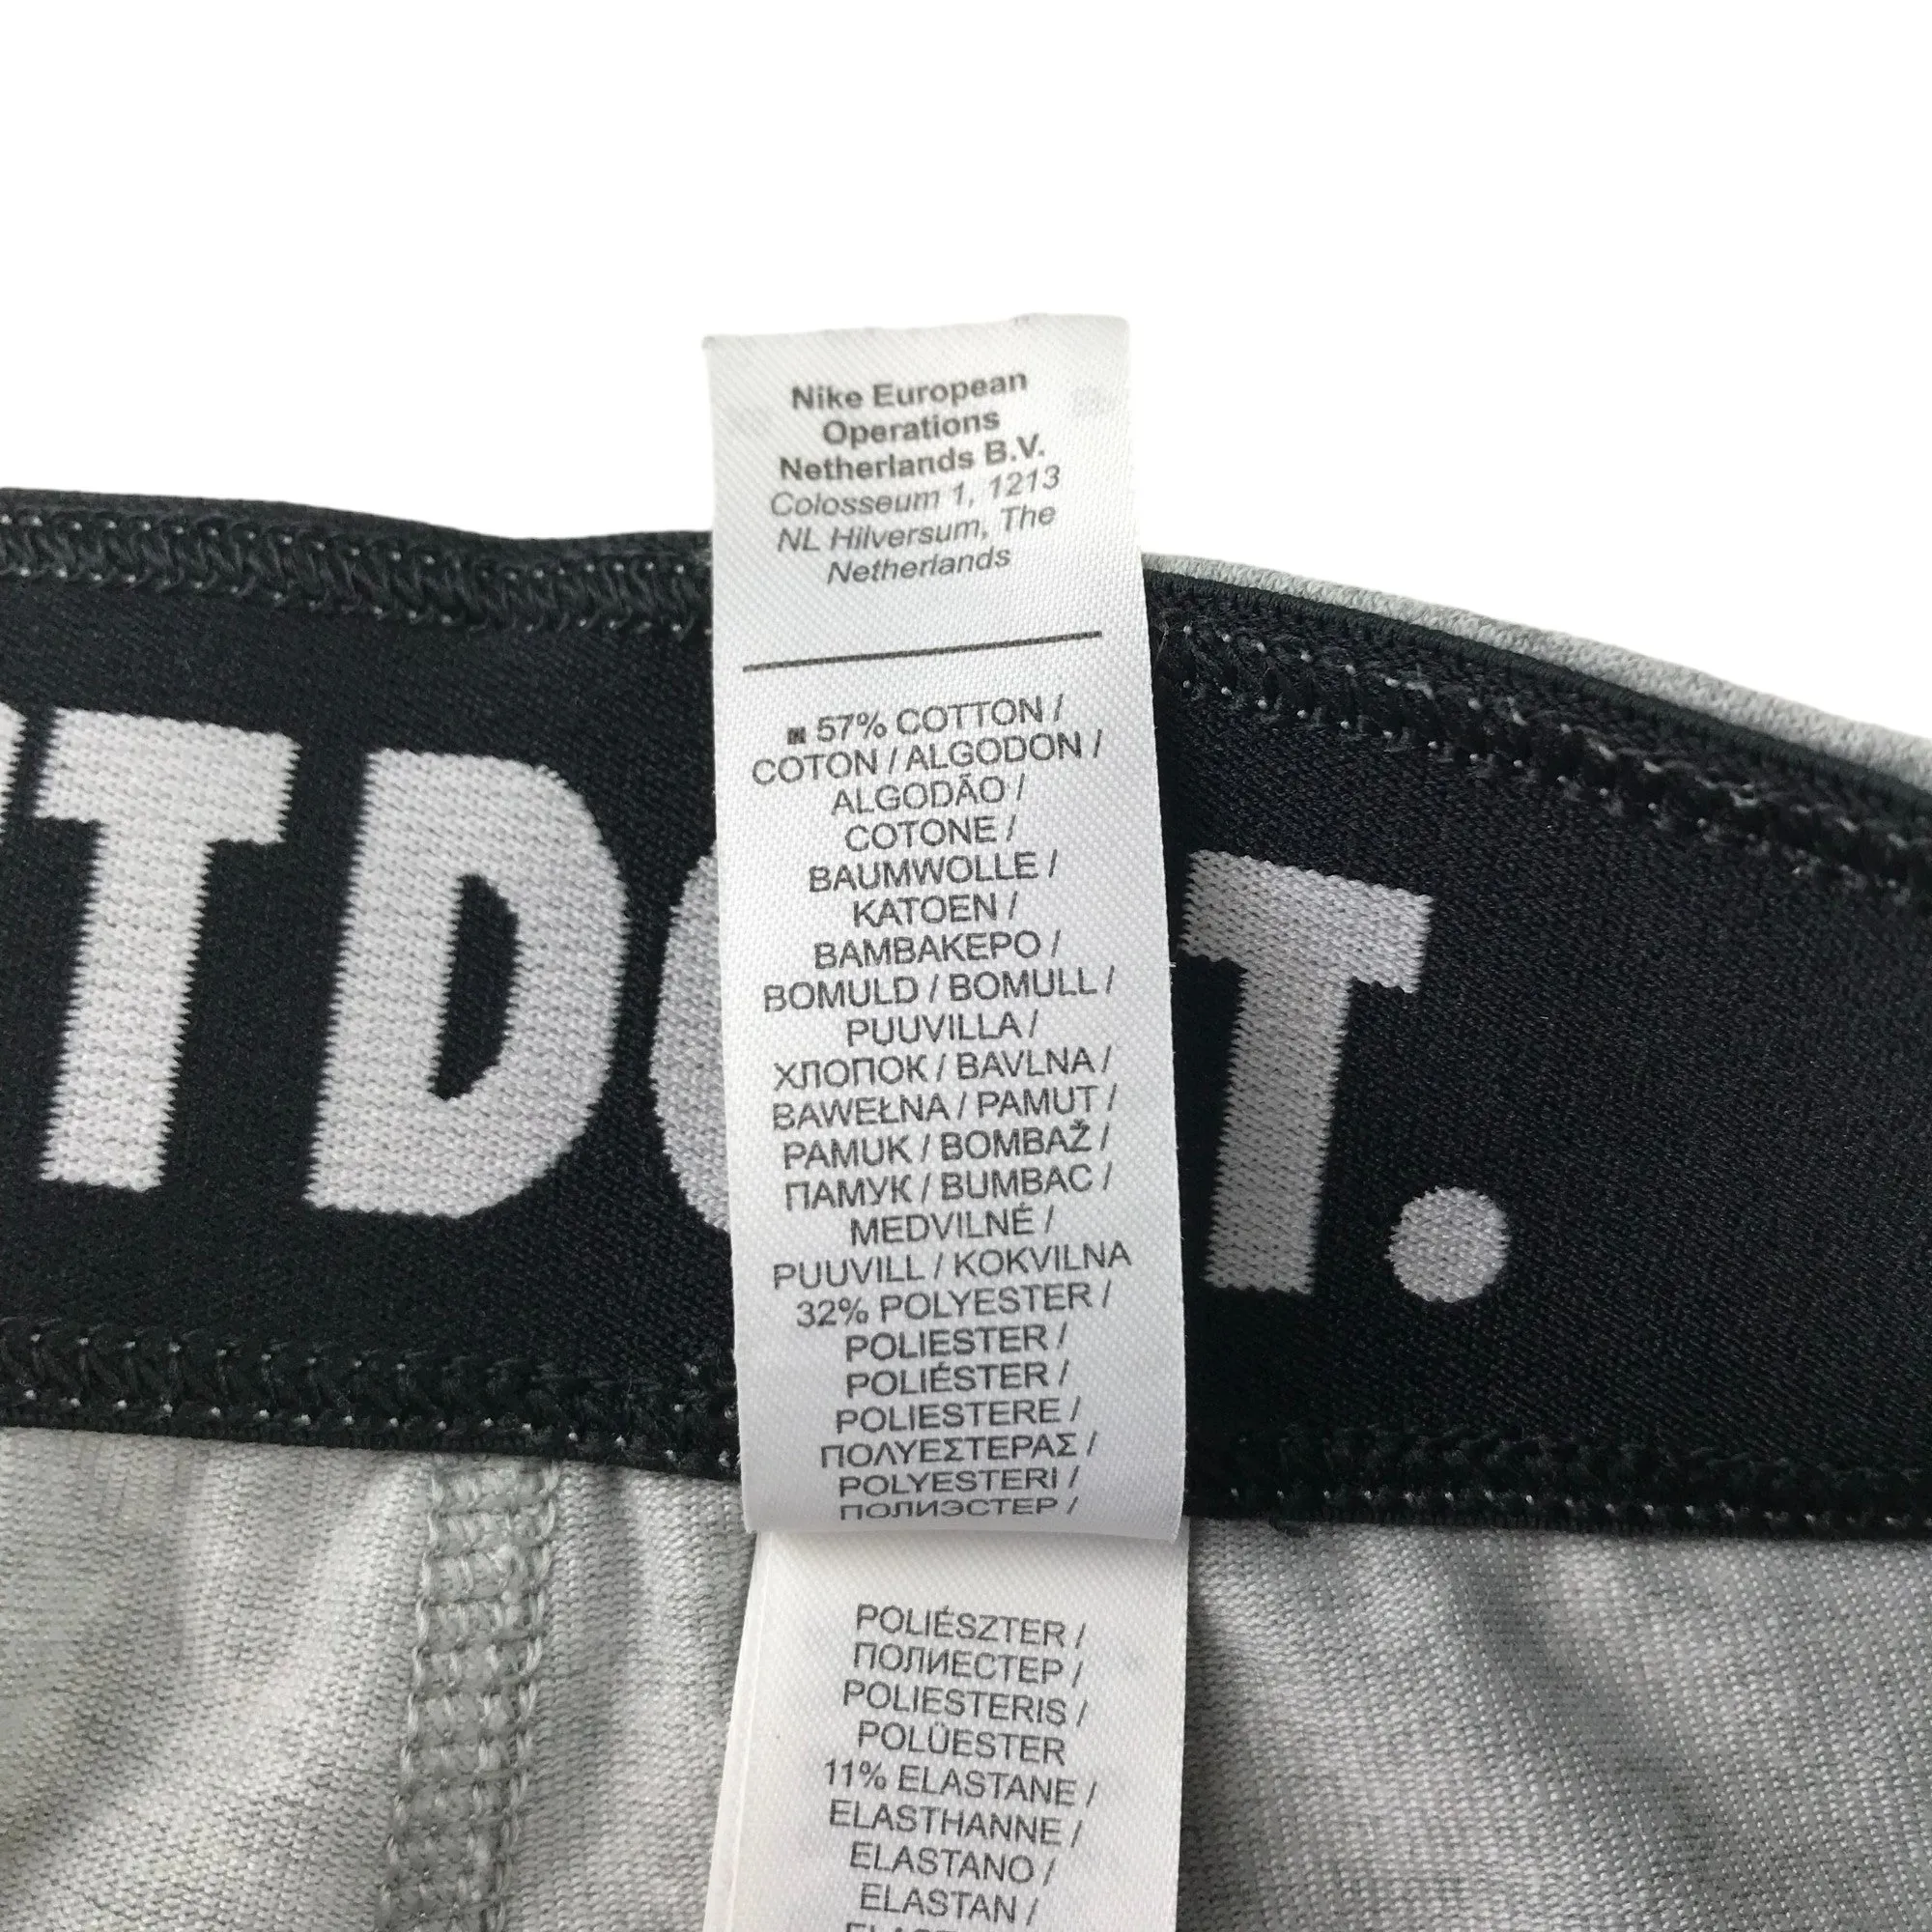 Nike European
Operations
Netherlands B.V.
Colosseum 1, 1213
NL Hilversum, The
Netherlands
57% COTTON /
COTON / ALGODON /
ALGODÃO /
COTONE /
BAUMWOLLE /
KATOEN /
ΒΑΜΒΑΚΕΡΟ /
BOMULD / BOMULL /
PUUVILLA /
ХЛОПОК / BAVLNA /
BAWEŁNA / PAMUT /
PAMUK / BOMBAŽ /
ПАМУК / BUMBAC /
MEDVILNĖ /
PUUVILL / KOKVILNA
32% POLYESTER /
POLIESTER /
POLIÉSTER /
POLIESTERE /
ΠΟΛΥΕΣΤΕΡΑΣ /
POLYESTERI /
ПОЛИЭСТЕР /
POLIÉSZTER /
ПОЛИЕСТЕР /
POLIESTERIS /
POLÜESTER
11% ELASTANE /
ELASTHANNE /
ELASTANO /
ELASTAN /
T DO T.